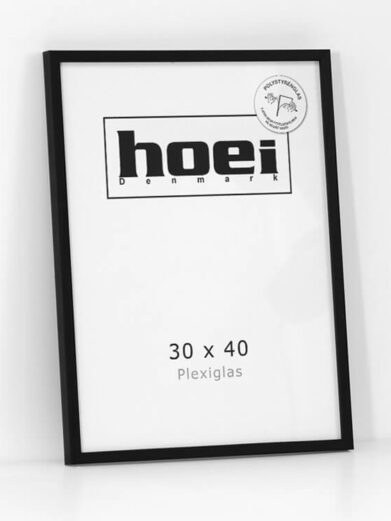 POLYSTYRENGLAS
hoei
Denmark
30 x 40
Plexiglas